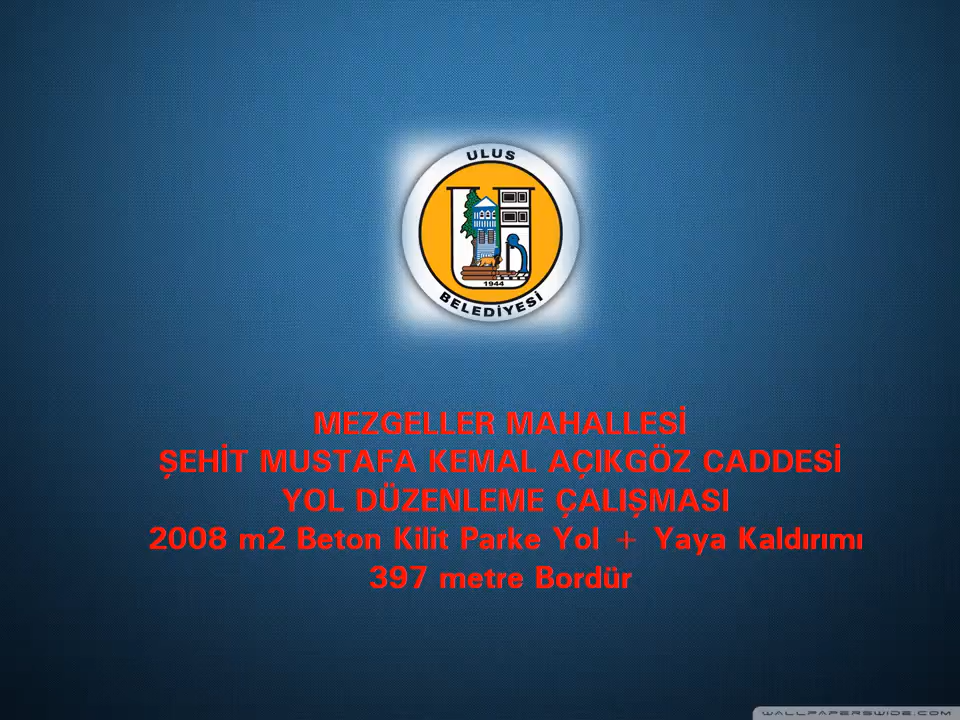 ULUS
1944
BELEDİYESİ
MEZGELLER MAHALLESİ
ŞEHİT MUSTAFA KEMAL AÇIKGÖZ CADDESİ
YOL DÜZENLEME ÇALIŞMASI
2008 m2 Beton Kilit Parke Yol + Yaya Kaldırımı
397 metre Bordür
WALLPAPERSWIDE.COM